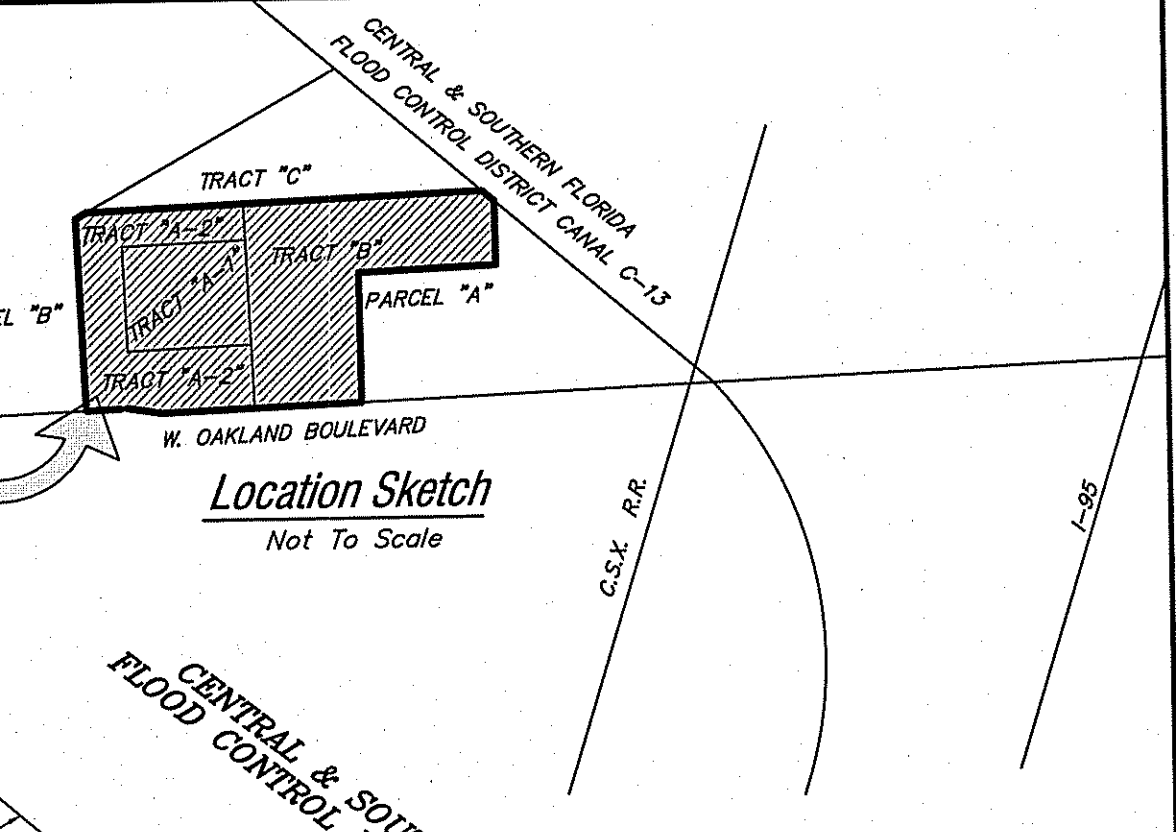 CENTRAL & SOUTHERN FLORIDA
FLOOD CONTROL DISTRICT CANAL C-13
TRACT "C"
TRACT "A-2"
TRACT "B"
TRACT "A-1"
PARCEL "A"
EL "B"
TRACT "A-2"
W. OAKLAND BOULEVARD
Location Sketch
Not To Scale
C.S.X. R.R.
I-95
CENTRAL & SOU
FLOOD CONTROL